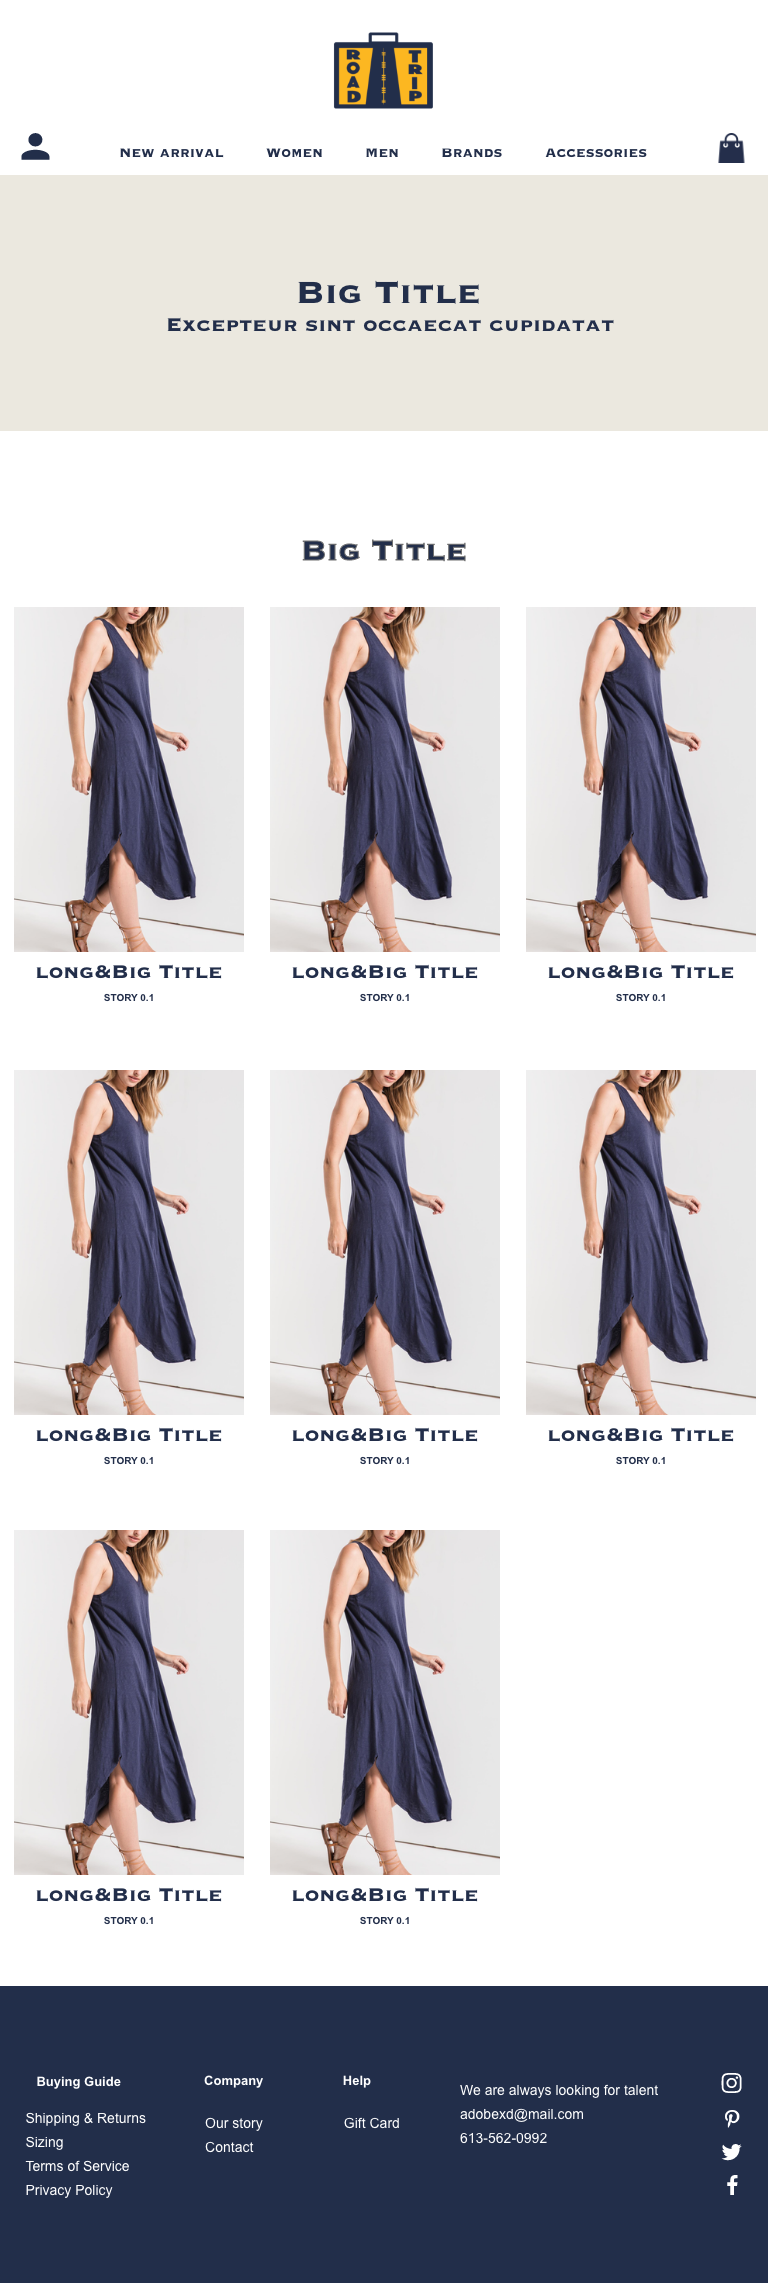 ROAD TRIP
New arrival Women Men Brands Accessories
Big Title
Excepteur sint occaecat cupidatat
Big Title
long&Big Title long&Big Title long&Big Title
STORY 0.1 STORY 0.1 STORY 0.1
long&Big Title long&Big Title long&Big Title
STORY 0.1 STORY 0.1 STORY 0.1
long&Big Title long&Big Title
STORY 0.1 STORY 0.1
Buying Guide
Shipping & Returns
Sizing
Terms of Service
Privacy Policy
Company
Our story
Contact
Help
Gift Card
We are always looking for talent
adobexd@mail.com
613-562-0992